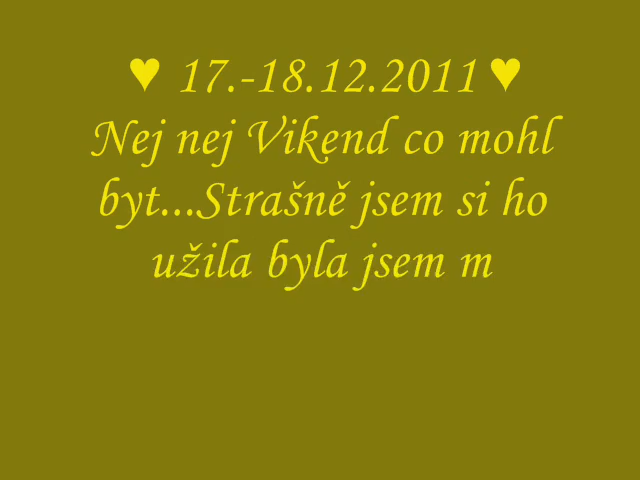 ♥ 17.-18.12.2011 ♥
Nej nej Vikend co mohl
byt...Strašně jsem si ho
užila byla jsem m